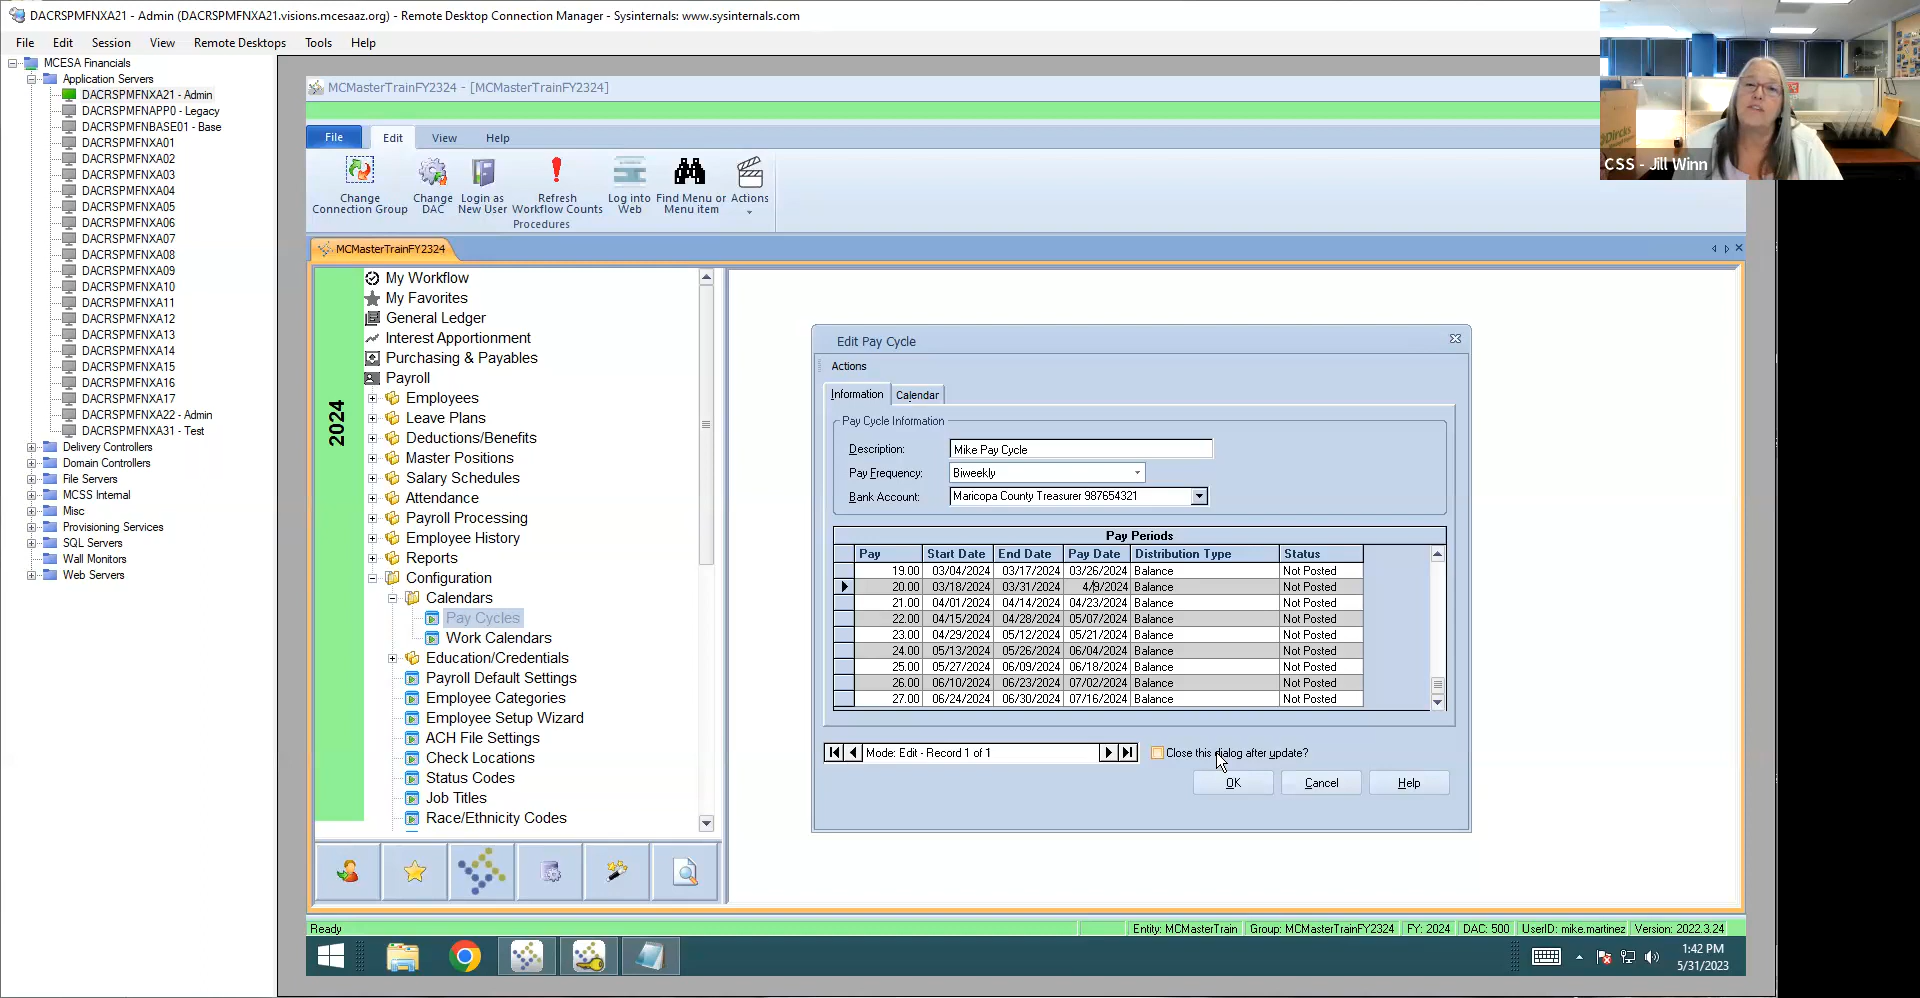 DACRSPMFNXA21 - Admin (DACRSPMFNXA21.visions.mcesaaz.org) - Remote Desktop Connection Manager - Sysinternals: www.sysinternals.com
File Edit Session View Remote Desktops Tools Help
MCESA Financials
Application Servers
DACRSPMFNXA21 - Admin
DACRSPMFNAPP0 - Legacy
DACRSPMFNBASE01 - Base
DACRSPMFNXA01
DACRSPMFNXA02
DACRSPMFNXA03
DACRSPMFNXA04
DACRSPMFNXA05
DACRSPMFNXA06
DACRSPMFNXA07
DACRSPMFNXA08
DACRSPMFNXA09
DACRSPMFNXA10
DACRSPMFNXA11
DACRSPMFNXA12
DACRSPMFNXA13
DACRSPMFNXA14
DACRSPMFNXA15
DACRSPMFNXA16
DACRSPMFNXA17
DACRSPMFNXA22 - Admin
DACRSPMFNXA31 - Test
Delivery Controllers
Domain Controllers
File Servers
MCSS Internal
Misc
Provisioning Services
SQL Servers
Wall Monitors
Web Servers
MCMasterTrainFY2324 - [MCMasterTrainFY2324]
File Edit View Help
Change Connection Group
Change DAC
Login as New User
Refresh Workflow Counts
Log into Web
Find Menu or Menu item
Actions
Procedures
MCMasterTrainFY2324
2024
My Workflow
My Favorites
General Ledger
Interest Apportionment
Purchasing & Payables
Payroll
Employees
Leave Plans
Deductions/Benefits
Master Positions
Salary Schedules
Attendance
Payroll Processing
Employee History
Reports
Configuration
Calendars
Pay Cycles
Work Calendars
Education/Credentials
Payroll Default Settings
Employee Categories
Employee Setup Wizard
ACH File Settings
Check Locations
Status Codes
Job Titles
Race/Ethnicity Codes
Edit Pay Cycle
Actions
Information Calendar
Pay Cycle Information
Description: Mike Pay Cycle
Pay Frequency: Biweekly
Bank Account: Maricopa County Treasurer 987654321
Pay Periods
Pay Start Date End Date Pay Date Distribution Type Status
19.00 03/04/2024 03/17/2024 03/26/2024 Balance Not Posted
20.00 03/18/2024 03/31/2024 4/9/2024 Balance Not Posted
21.00 04/01/2024 04/14/2024 04/23/2024 Balance Not Posted
22.00 04/15/2024 04/28/2024 05/07/2024 Balance Not Posted
23.00 04/29/2024 05/12/2024 05/21/2024 Balance Not Posted
24.00 05/13/2024 05/26/2024 06/04/2024 Balance Not Posted
25.00 05/27/2024 06/09/2024 06/18/2024 Balance Not Posted
26.00 06/10/2024 06/23/2024 07/02/2024 Balance Not Posted
27.00 06/24/2024 06/30/2024 07/16/2024 Balance Not Posted
Mode: Edit - Record 1 of 1
Close this dialog after update?
OK Cancel Help
CSS - Jill Winn
Ready
Entity: MCMasterTrain Group: MCMasterTrainFY2324 FY: 2024 DAC: 500 UserID: mike.martinez Version: 2022.3.24
1:42 PM
5/31/2023